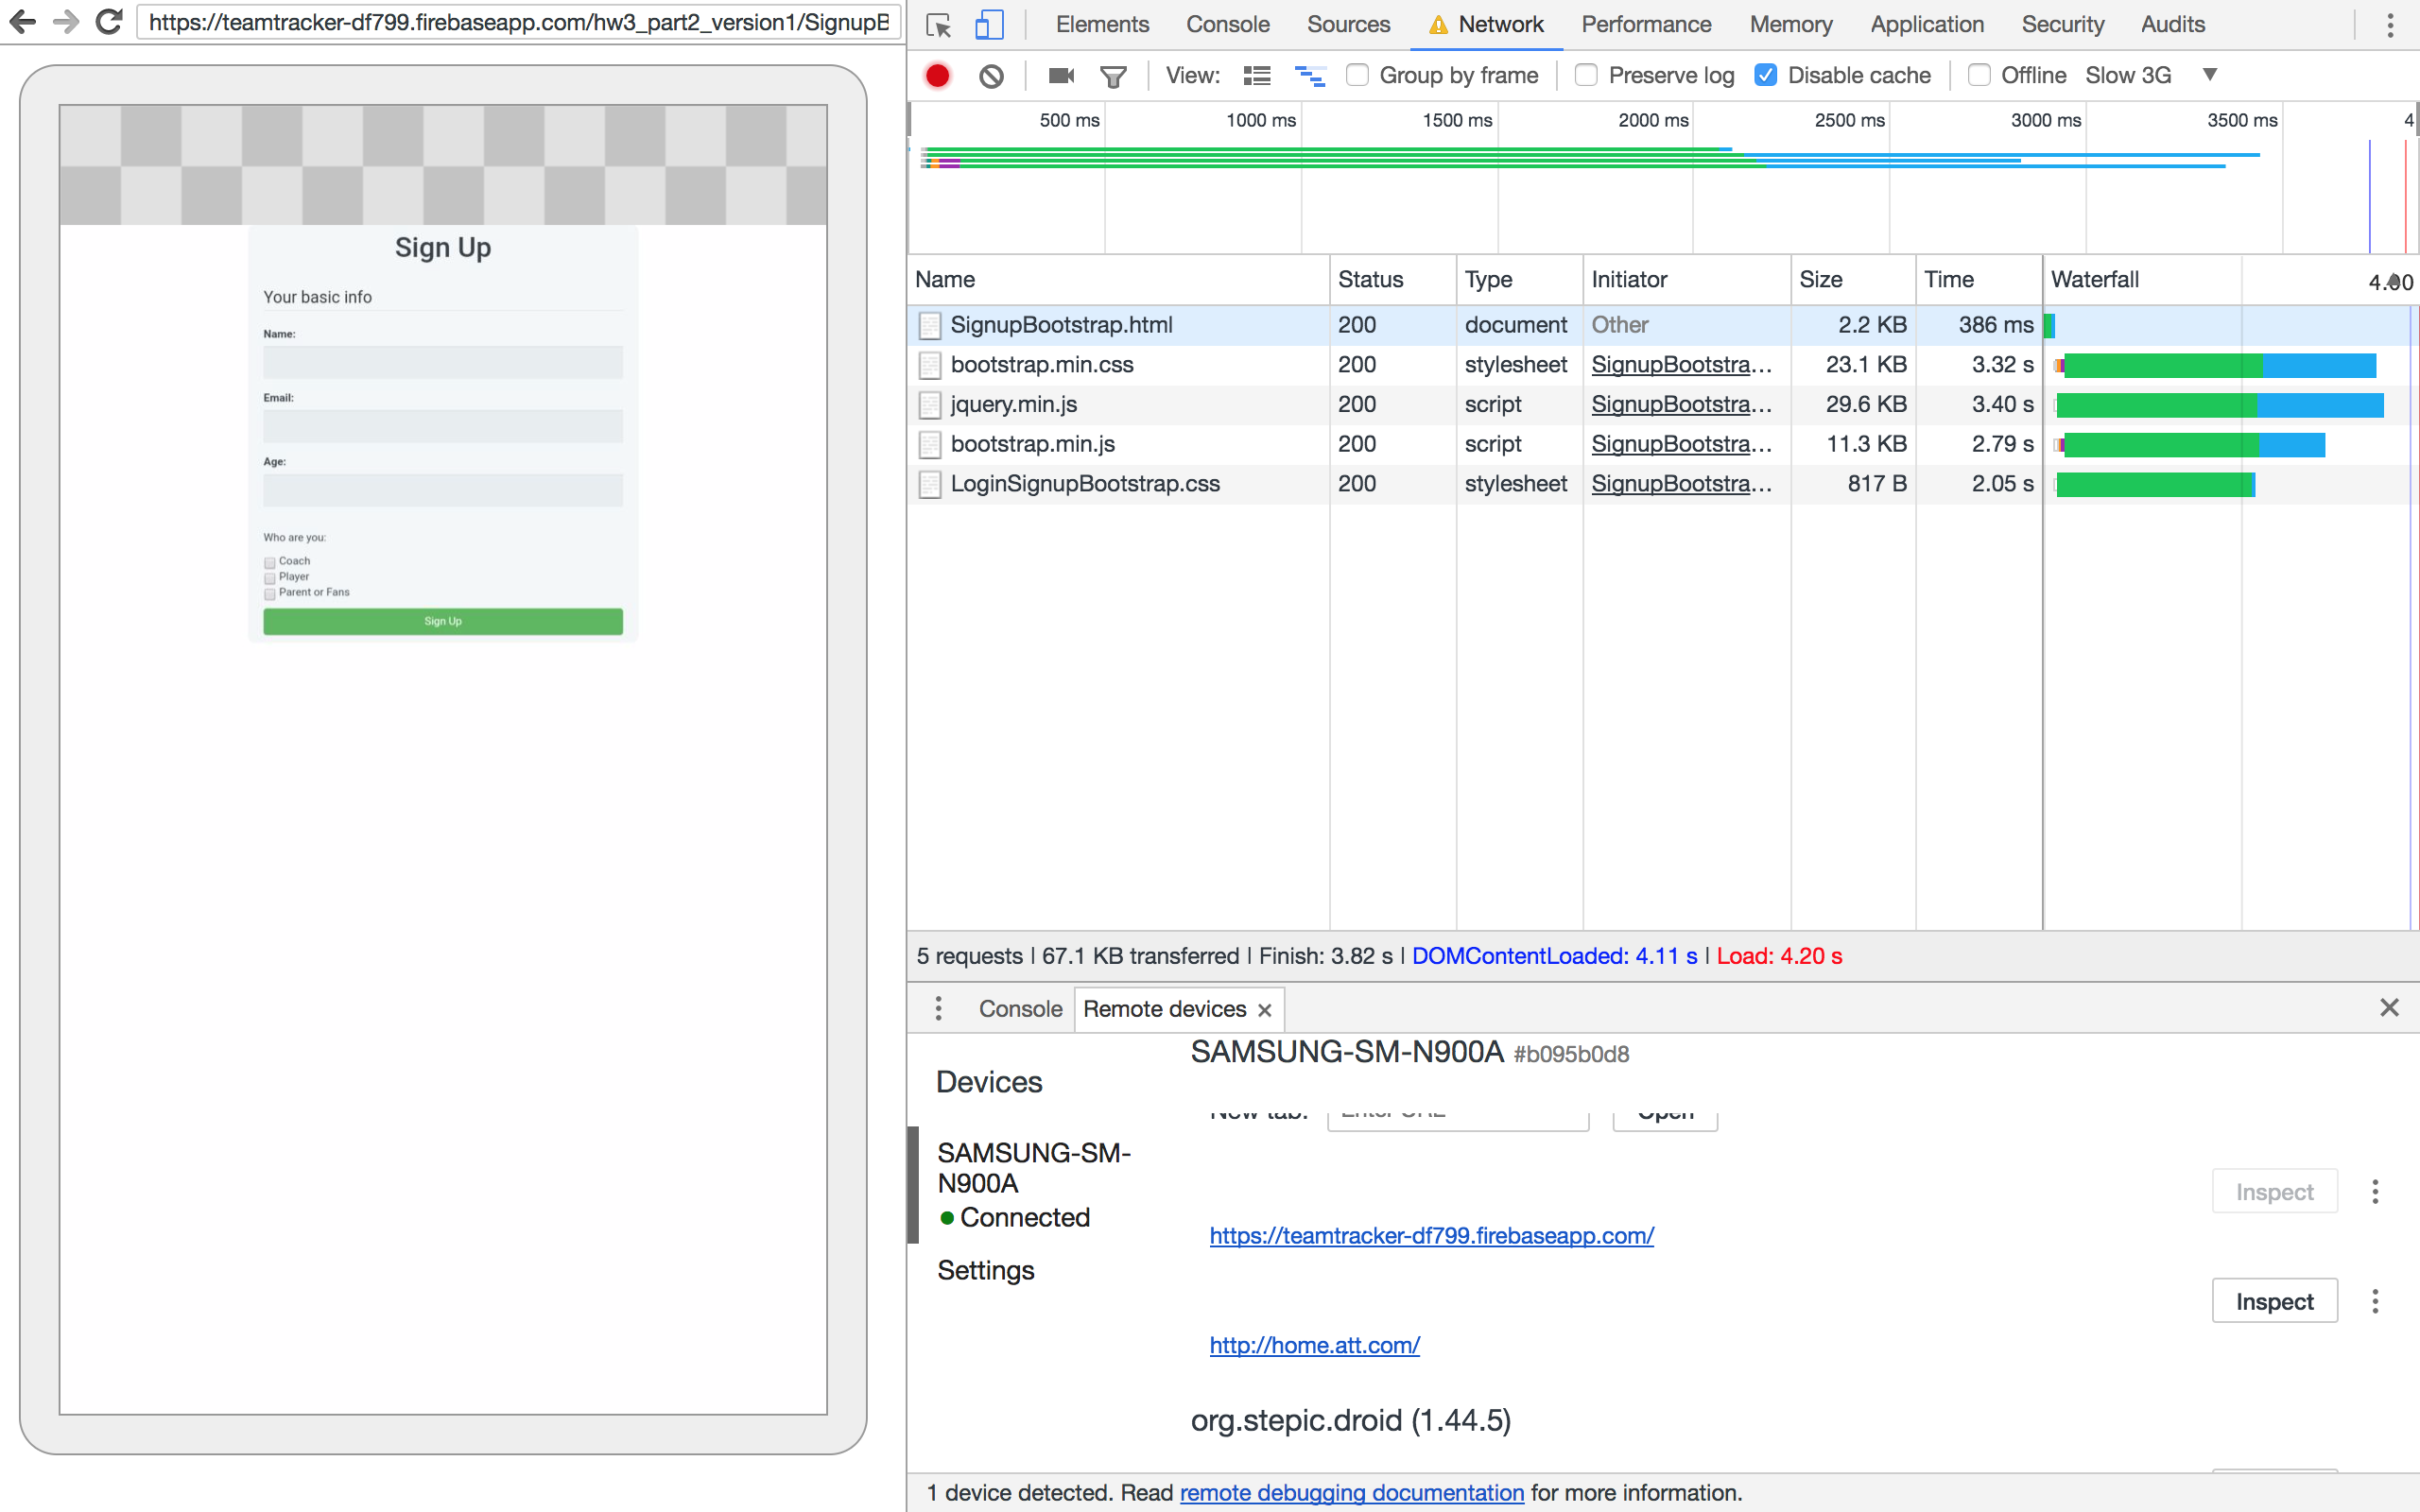 https://teamtracker-df799.firebaseapp.com/hw3_part2_version1/SignupB
Sign Up
Your basic info
Name:
Email:
Age:
Who are you:
Coach
Player
Parent or Fans
Sign Up
Elements Console Sources Network Performance Memory Application Security Audits
View: Group by frame Preserve log Disable cache Offline Slow 3G
500 ms 1000 ms 1500 ms 2000 ms 2500 ms 3000 ms 3500 ms 4
Name Status Type Initiator Size Time Waterfall
SignupBootstrap.html 200 document Other 2.2 KB 386 ms
bootstrap.min.css 200 stylesheet SignupBootstra… 23.1 KB 3.32 s
jquery.min.js 200 script SignupBootstra… 29.6 KB 3.40 s
bootstrap.min.js 200 script SignupBootstra… 11.3 KB 2.79 s
LoginSignupBootstrap.css 200 stylesheet SignupBootstra… 817 B 2.05 s
5 requests | 67.1 KB transferred | Finish: 3.82 s | DOMContentLoaded: 4.11 s | Load: 4.20 s
Console Remote devices
Devices
SAMSUNG-SM-
N900A
Connected
Settings
SAMSUNG-SM-N900A #b095b0d8
New tab: Enter URL Open
Inspect
https://teamtracker-df799.firebaseapp.com/
Inspect
http://home.att.com/
org.stepic.droid (1.44.5)
1 device detected. Read remote debugging documentation for more information.